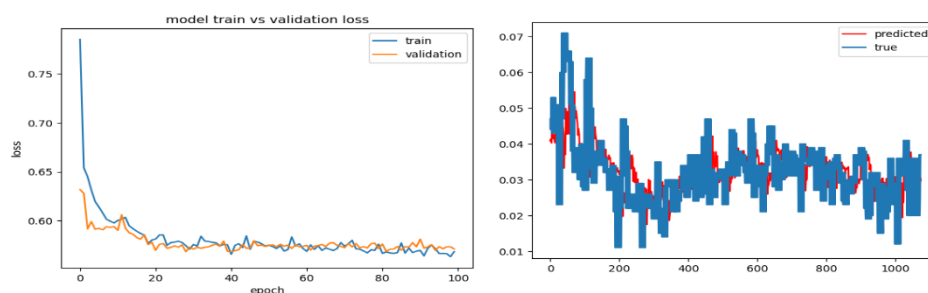 model train vs validation loss
train
validation
0.75
0.70
0.65
0.60
loss
0 20 40 60 80 100
epoch
predicted
true
0.07
0.06
0.05
0.04
0.03
0.02
0.01
0 200 400 600 800 1000